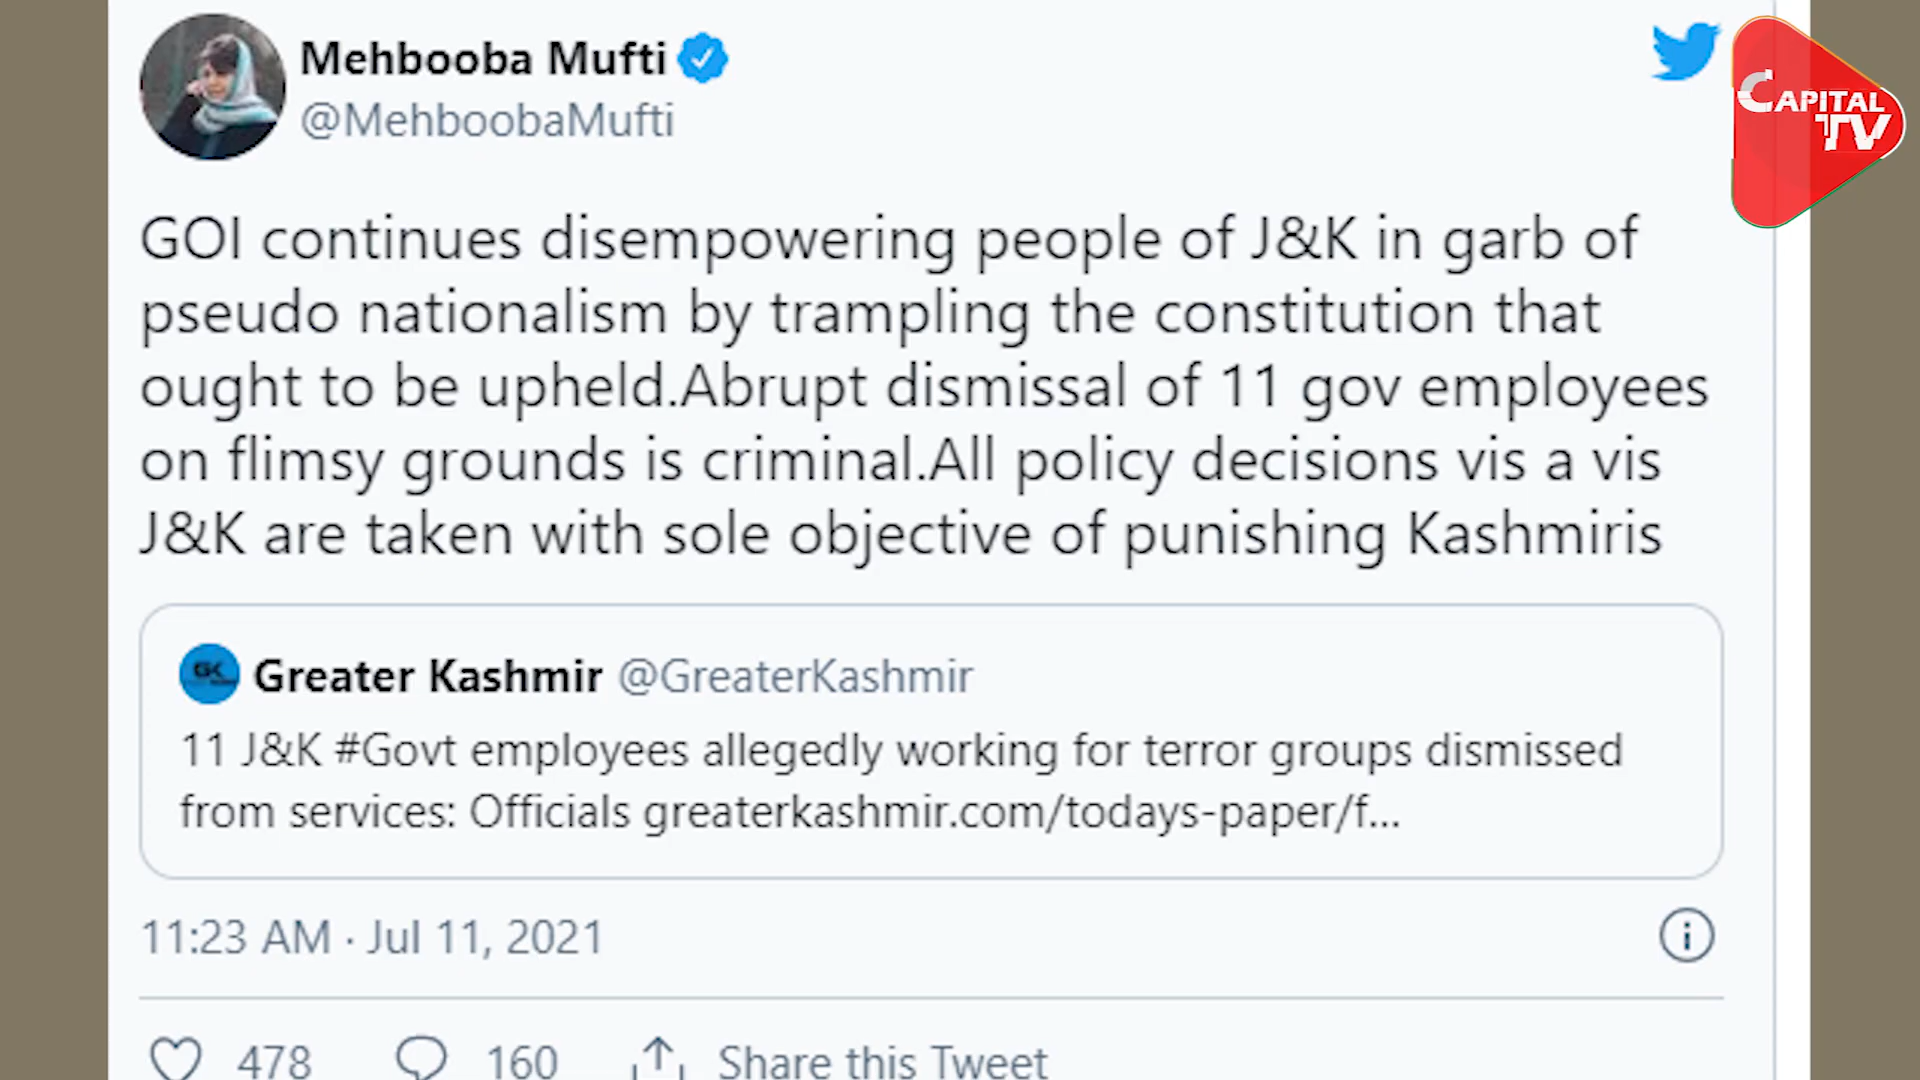 Mehbooba Mufti
@MehboobaMufti
CAPITAL
TV
GOI continues disempowering people of J&K in garb of
pseudo nationalism by trampling the constitution that
ought to be upheld.Abrupt dismissal of 11 gov employees
on flimsy grounds is criminal.All policy decisions vis a vis
J&K are taken with sole objective of punishing Kashmiris
GK
Greater Kashmir @GreaterKashmir
11 J&K #Govt employees allegedly working for terror groups dismissed
from services: Officials greaterkashmir.com/todays-paper/f...
11:23 AM · Jul 11, 2021
478 160 Share this Tweet